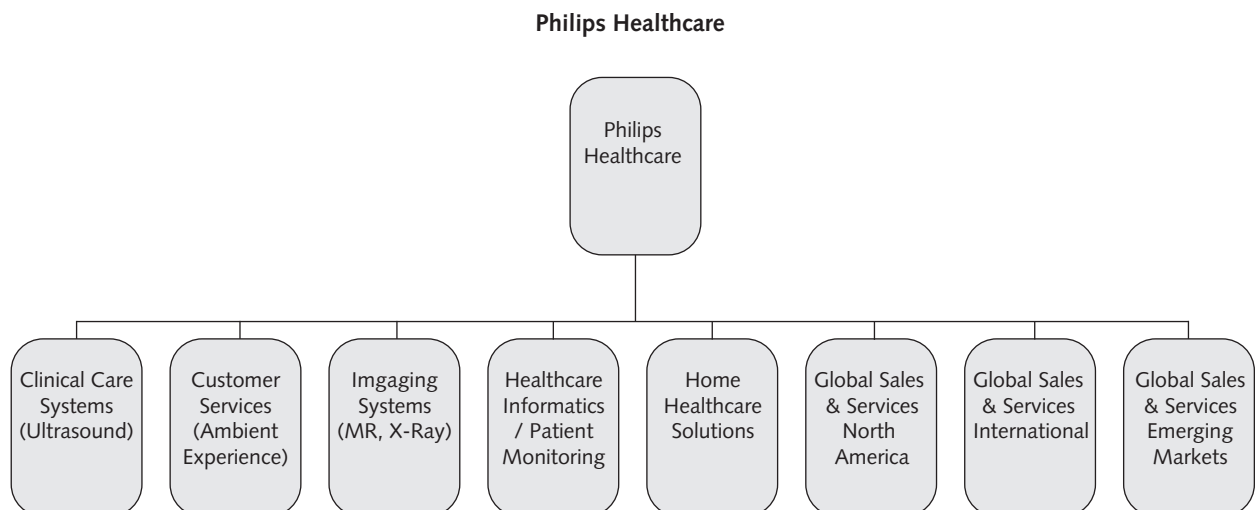 Philips Healthcare
Philips
Healthcare
Clinical Care
Systems
(Ultrasound)
Customer
Services
(Ambient
Experience)
Imgaging
Systems
(MR, X-Ray)
Healthcare
Informatics
/ Patient
Monitoring
Home
Healthcare
Solutions
Global Sales
& Services
North
America
Global Sales
& Services
International
Global Sales
& Services
Emerging
Markets